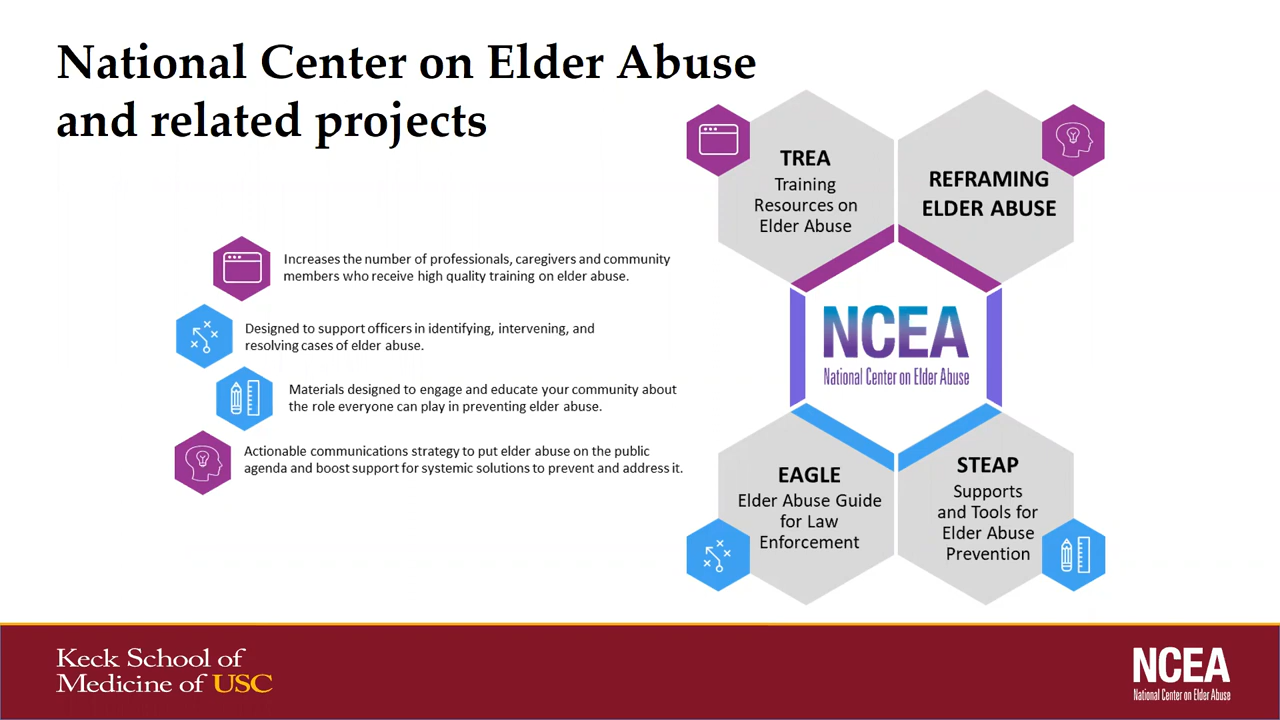 National Center on Elder Abuse
and related projects
Increases the number of professionals, caregivers and community
members who receive high quality training on elder abuse.
Designed to support officers in identifying, intervening, and
resolving cases of elder abuse.
Materials designed to engage and educate your community about
the role everyone can play in preventing elder abuse.
Actionable communications strategy to put elder abuse on the public
agenda and boost support for systemic solutions to prevent and address it.
TREA
Training
Resources on
Elder Abuse
REFRAMING
ELDER ABUSE
NCEA
National Center on Elder Abuse
EAGLE
Elder Abuse Guide
for Law
Enforcement
STEAP
Supports
and Tools for
Elder Abuse
Prevention
Keck School of
Medicine of USC
NCEA
National Center on Elder Abuse